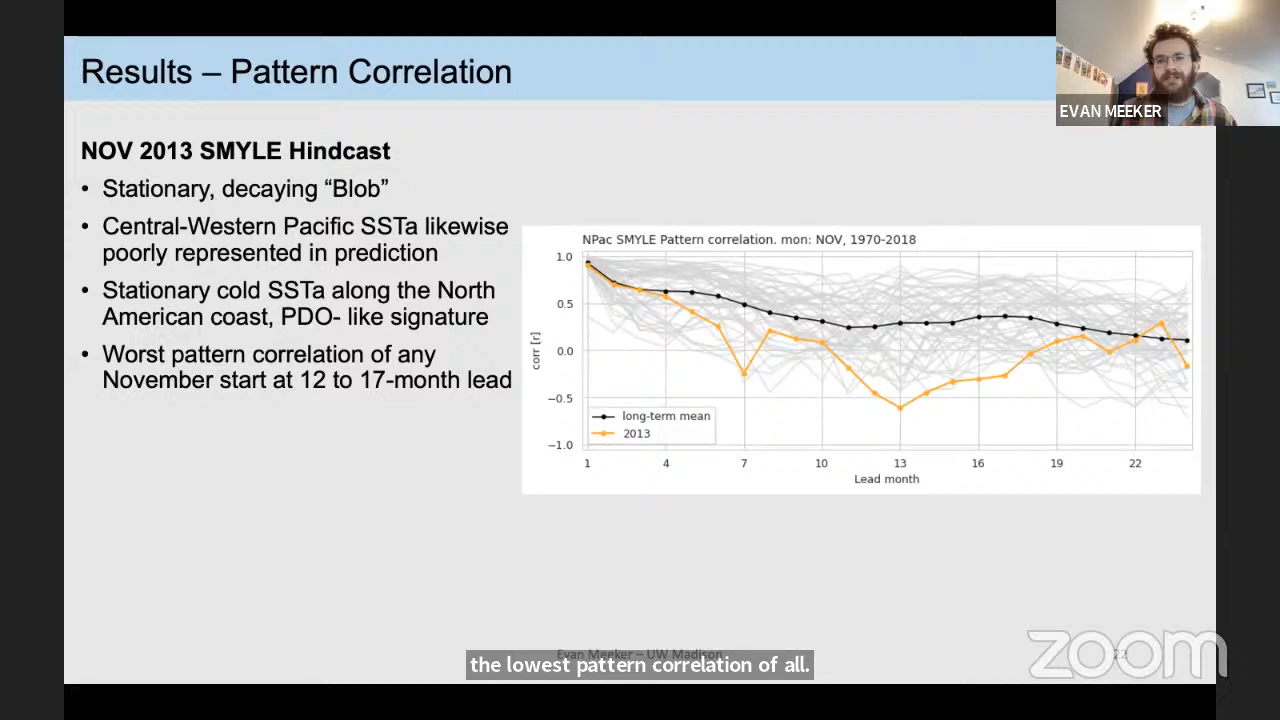 Results – Pattern Correlation
EVAN MEEKER
NOV 2013 SMYLE Hindcast
• Stationary, decaying “Blob”
• Central-Western Pacific SSTa likewise
poorly represented in prediction
• Stationary cold SSTa along the North
American coast, PDO- like signature
• Worst pattern correlation of any
November start at 12 to 17-month lead
NPac SMYLE Pattern correlation. mon: NOV, 1970-2018
1.0
0.5
0.0
−0.5
−1.0
corr [r]
long-term mean
2013
1 4 7 10 13 16 19 22
Lead month
Evan Meeker – UW Madison
22
the lowest pattern correlation of all.
zoom